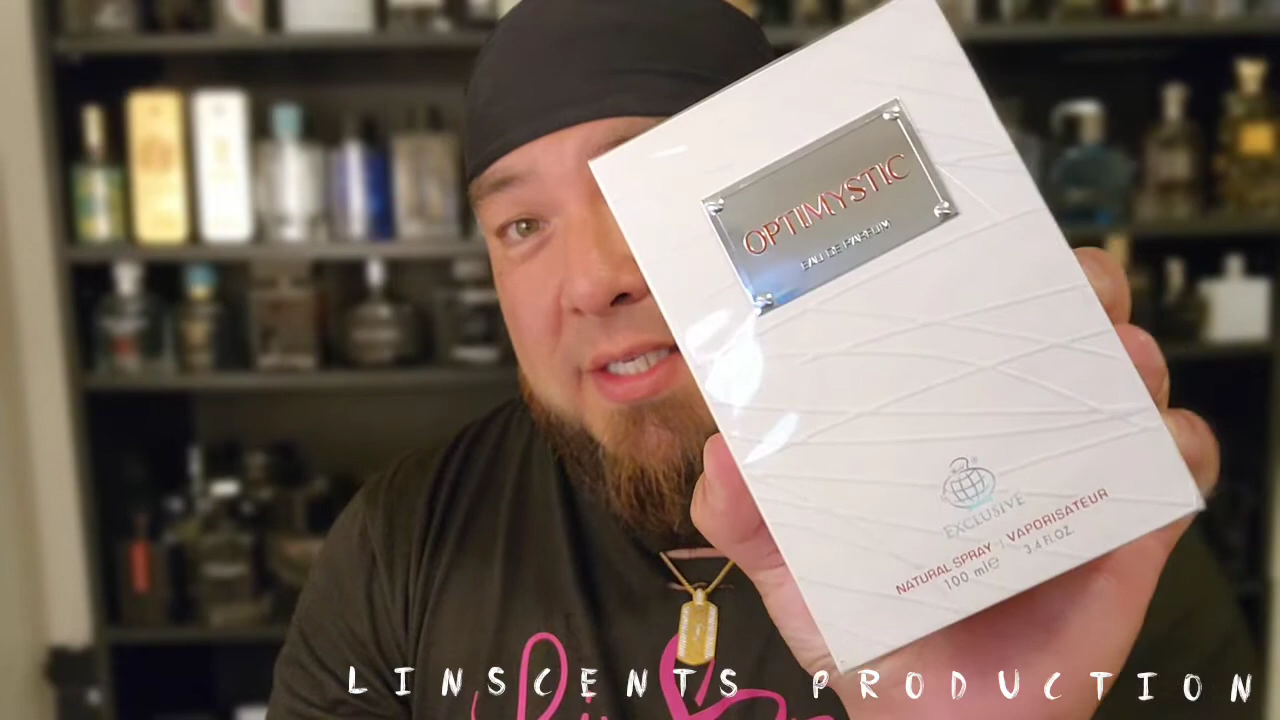 OPTIMYSTIC
EAU DE PARFUM
EXCLUSIVE
NATURAL SPRAY | VAPORISATEUR
100 ml℮ 3.4 Fl.OZ.
LINSCENTS PRODUCTION